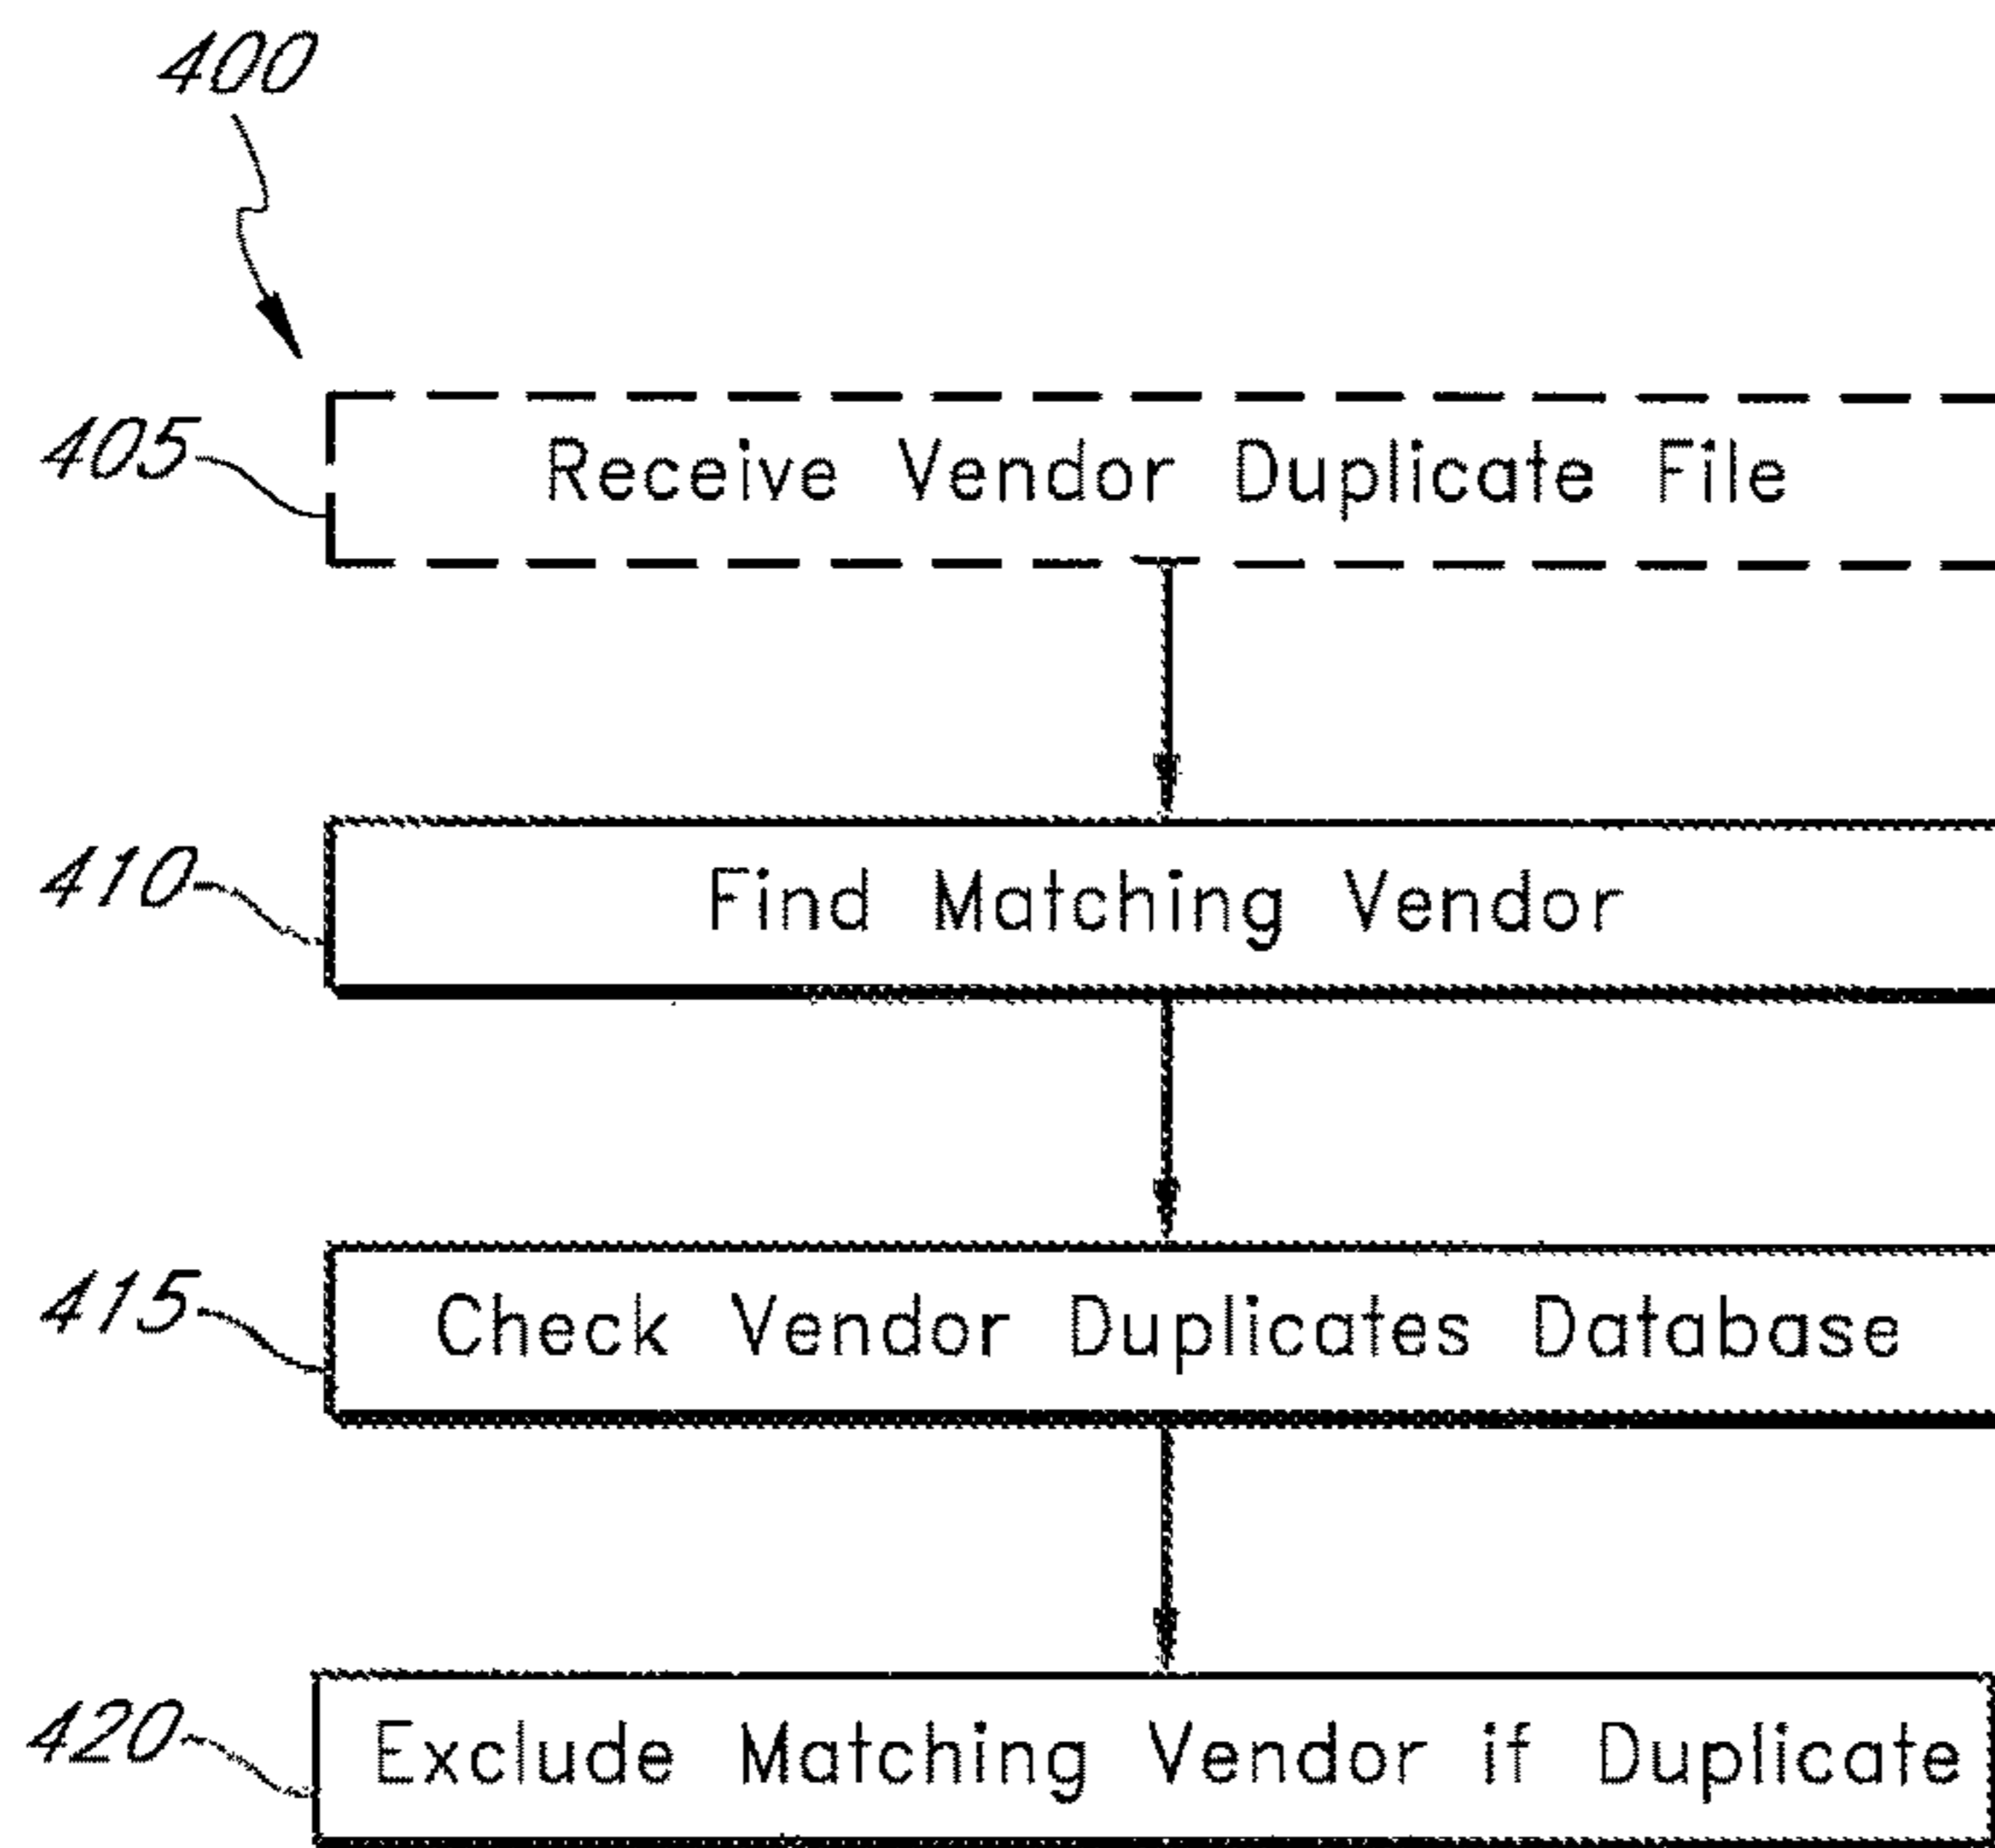 400
405
Receive Vendor Duplicate File
410
Find Matching Vendor
415
Check Vendor Duplicates Database
420
Exclude Matching Vendor if Duplicate